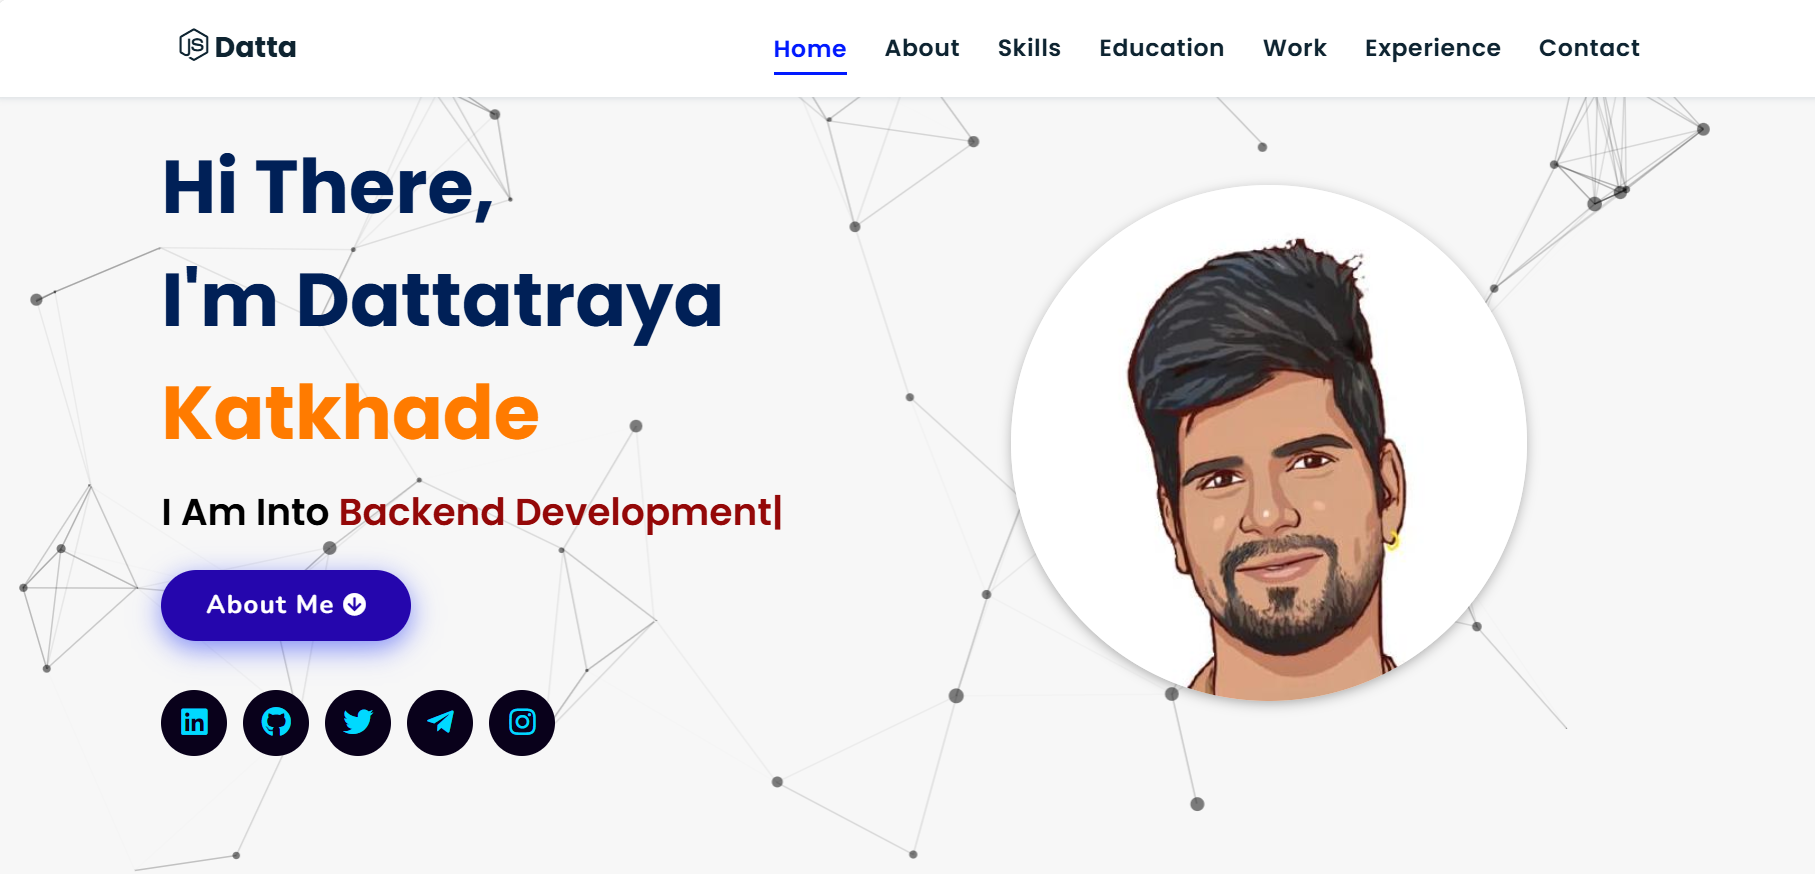 JS Datta
Home About Skills Education Work Experience Contact
Hi There,
I'm Dattatraya
Katkhade
I Am Into Backend Development|
About Me
in